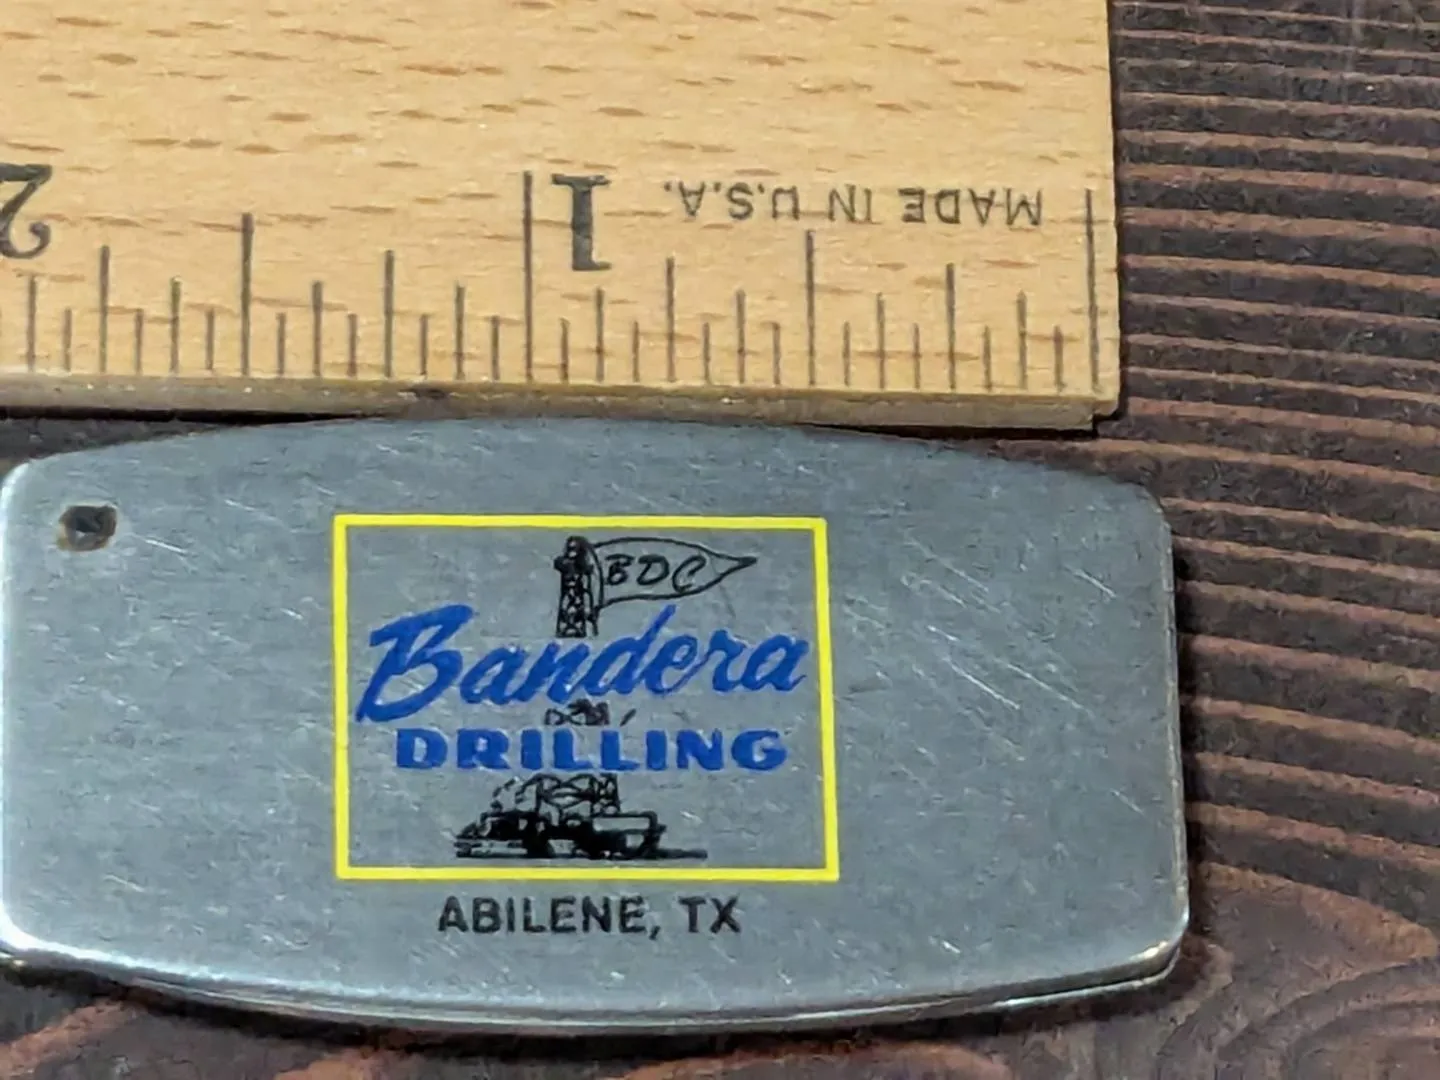 2
1
MADE IN U.S.A.
BDC
Bandera
DRILLING
ABILENE, TX